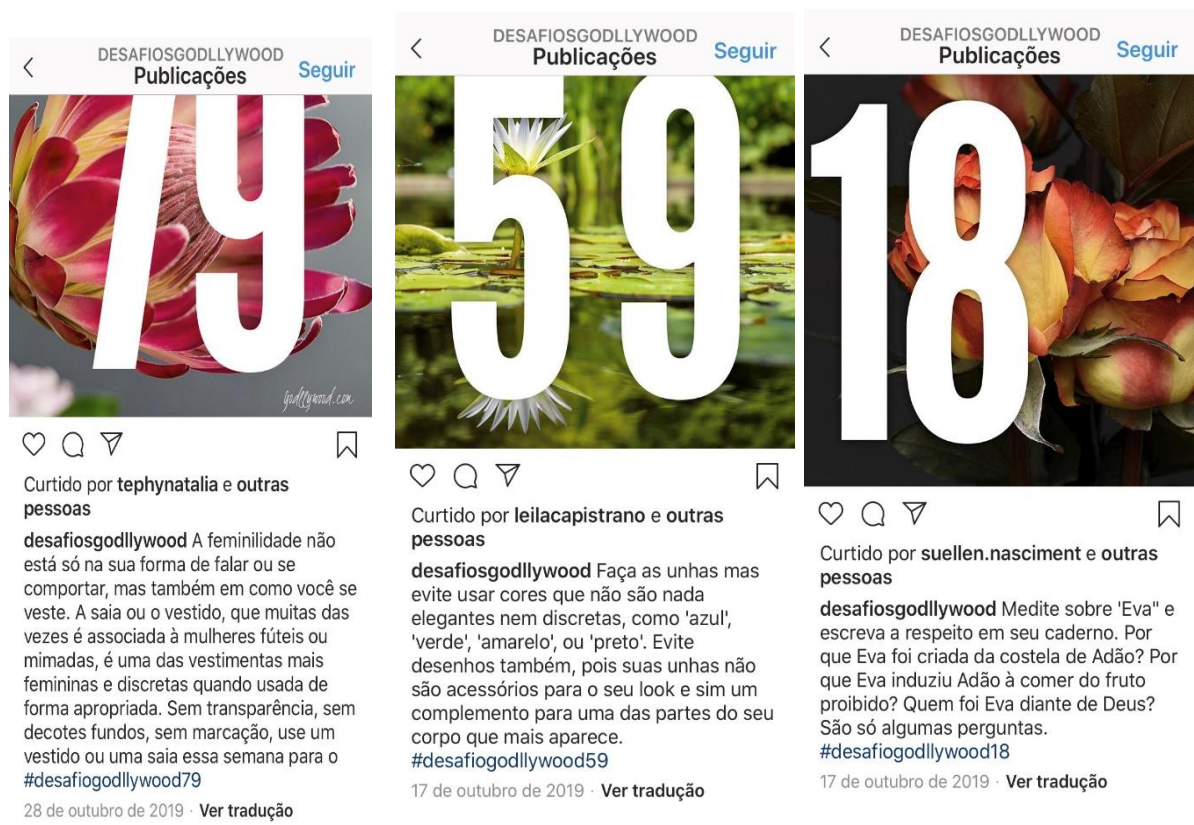 DESAFIOSGODLLYWOOD
Publicações
Seguir
79
godllywood.com
Curtido por tephynatalia e outras
pessoas
desafiosgodllywood A feminilidade não
está só na sua forma de falar ou se
comportar, mas também em como você se
veste. A saia ou o vestido, que muitas das
vezes é associada à mulheres fúteis ou
mimadas, é uma das vestimentas mais
femininas e discretas quando usada de
forma apropriada. Sem transparência, sem
decotes fundos, sem marcação, use um
vestido ou uma saia essa semana para o
#desafiogodllywood79
28 de outubro de 2019 · Ver tradução
DESAFIOSGODLLYWOOD
Publicações
Seguir
59
Curtido por leilacapistrano e outras
pessoas
desafiosgodllywood Faça as unhas mas
evite usar cores que não são nada
elegantes nem discretas, como 'azul',
'verde', 'amarelo', ou 'preto'. Evite
desenhos também, pois suas unhas não
são acessórios para o seu look e sim um
complemento para uma das partes do seu
corpo que mais aparece.
#desafiogodllywood59
17 de outubro de 2019 · Ver tradução
DESAFIOSGODLLYWOOD
Publicações
Seguir
18
Curtido por suellen.nasciment e outras
pessoas
desafiosgodllywood Medite sobre 'Eva" e
escreva a respeito em seu caderno. Por
que Eva foi criada da costela de Adão? Por
que Eva induziu Adão à comer do fruto
proibido? Quem foi Eva diante de Deus?
São só algumas perguntas.
#desafiogodllywood18
17 de outubro de 2019 · Ver tradução